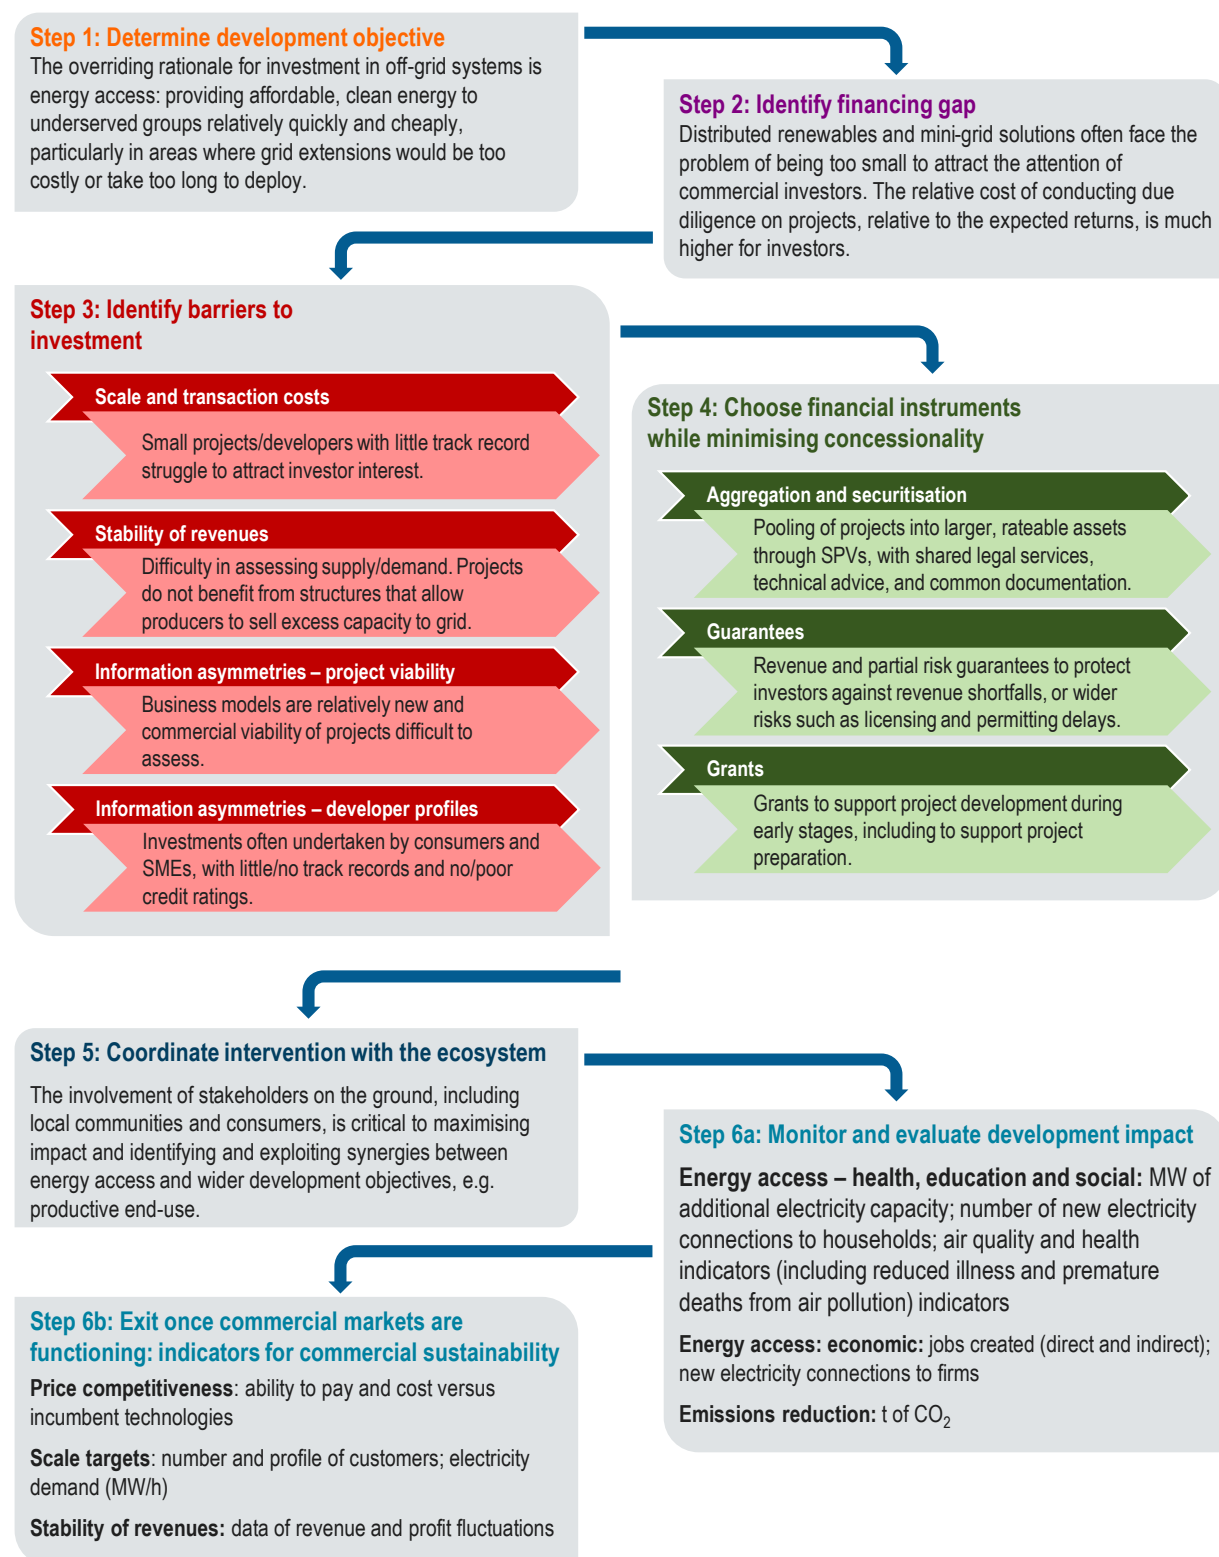 Step 1: Determine development objective
The overriding rationale for investment in off-grid systems is
energy access: providing affordable, clean energy to
underserved groups relatively quickly and cheaply,
particularly in areas where grid extensions would be too
costly or take too long to deploy.
Step 2: Identify financing gap
Distributed renewables and mini-grid solutions often face the
problem of being too small to attract the attention of
commercial investors. The relative cost of conducting due
diligence on projects, relative to the expected returns, is much
higher for investors.
Step 3: Identify barriers to
investment
Scale and transaction costs
Small projects/developers with little track record
struggle to attract investor interest.
Stability of revenues
Difficulty in assessing supply/demand. Projects
do not benefit from structures that allow
producers to sell excess capacity to grid.
Information asymmetries – project viability
Business models are relatively new and
commercial viability of projects difficult to
assess.
Information asymmetries – developer profiles
Investments often undertaken by consumers and
SMEs, with little/no track records and no/poor
credit ratings.
Step 4: Choose financial instruments
while minimising concessionality
Aggregation and securitisation
Pooling of projects into larger, rateable assets
through SPVs, with shared legal services,
technical advice, and common documentation.
Guarantees
Revenue and partial risk guarantees to protect
investors against revenue shortfalls, or wider
risks such as licensing and permitting delays.
Grants
Grants to support project development during
early stages, including to support project
preparation.
Step 5: Coordinate intervention with the ecosystem
The involvement of stakeholders on the ground, including
local communities and consumers, is critical to maximising
impact and identifying and exploiting synergies between
energy access and wider development objectives, e.g.
productive end-use.
Step 6a: Monitor and evaluate development impact
Energy access – health, education and social: MW of
additional electricity capacity; number of new electricity
connections to households; air quality and health
indicators (including reduced illness and premature
deaths from air pollution) indicators
Energy access: economic: jobs created (direct and indirect);
new electricity connections to firms
Emissions reduction: t of CO₂
Step 6b: Exit once commercial markets are
functioning: indicators for commercial sustainability
Price competitiveness: ability to pay and cost versus
incumbent technologies
Scale targets: number and profile of customers; electricity
demand (MW/h)
Stability of revenues: data of revenue and profit fluctuations